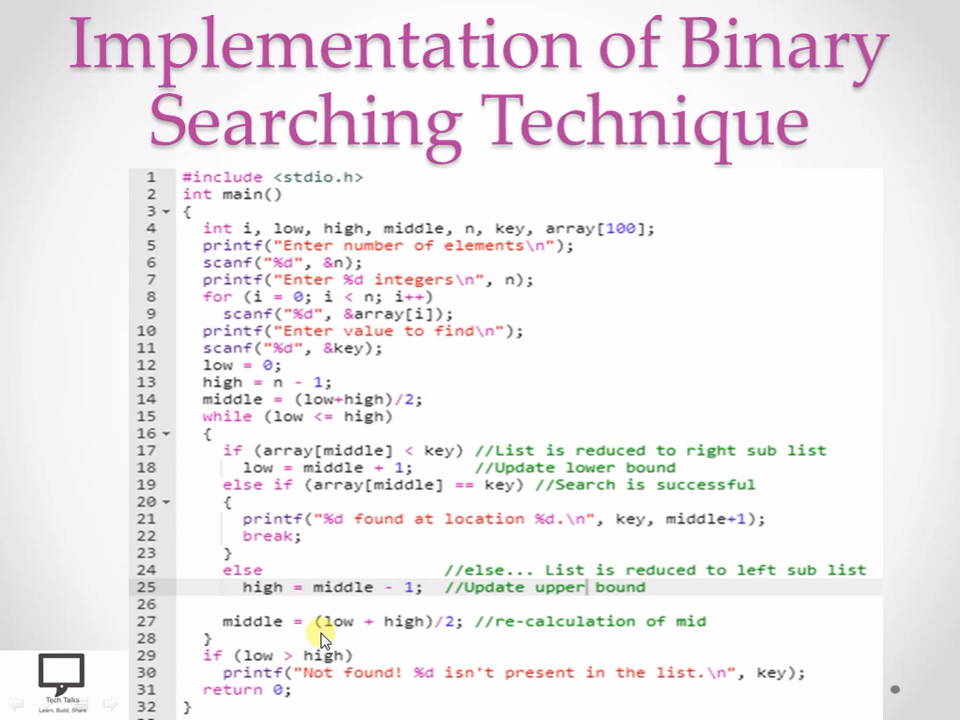 Implementation of Binary
Searching Technique
1 #include <stdio.h>
2 int main()
3 {
4 int i, low, high, middle, n, key, array[100];
5 printf("Enter number of elements\n");
6 scanf("%d", &n);
7 printf("Enter %d integers\n", n);
8 for (i = 0; i < n; i++)
9 scanf("%d", &array[i]);
10 printf("Enter value to find\n");
11 scanf("%d", &key);
12 low = 0;
13 high = n - 1;
14 middle = (low+high)/2;
15 while (low <= high)
16 {
17 if (array[middle] < key) //List is reduced to right sub list
18 low = middle + 1; //Update lower bound
19 else if (array[middle] == key) //Search is successful
20 {
21 printf("%d found at location %d.\n", key, middle+1);
22 break;
23 }
24 else //else... List is reduced to left sub list
25 high = middle - 1; //Update upper bound
26
27 middle = (low + high)/2; //re-calculation of mid
28 }
29 if (low > high)
30 printf("Not found! %d isn't present in the list.\n", key);
31 return 0;
32 }
Tech Talks
Learn, Build, Share